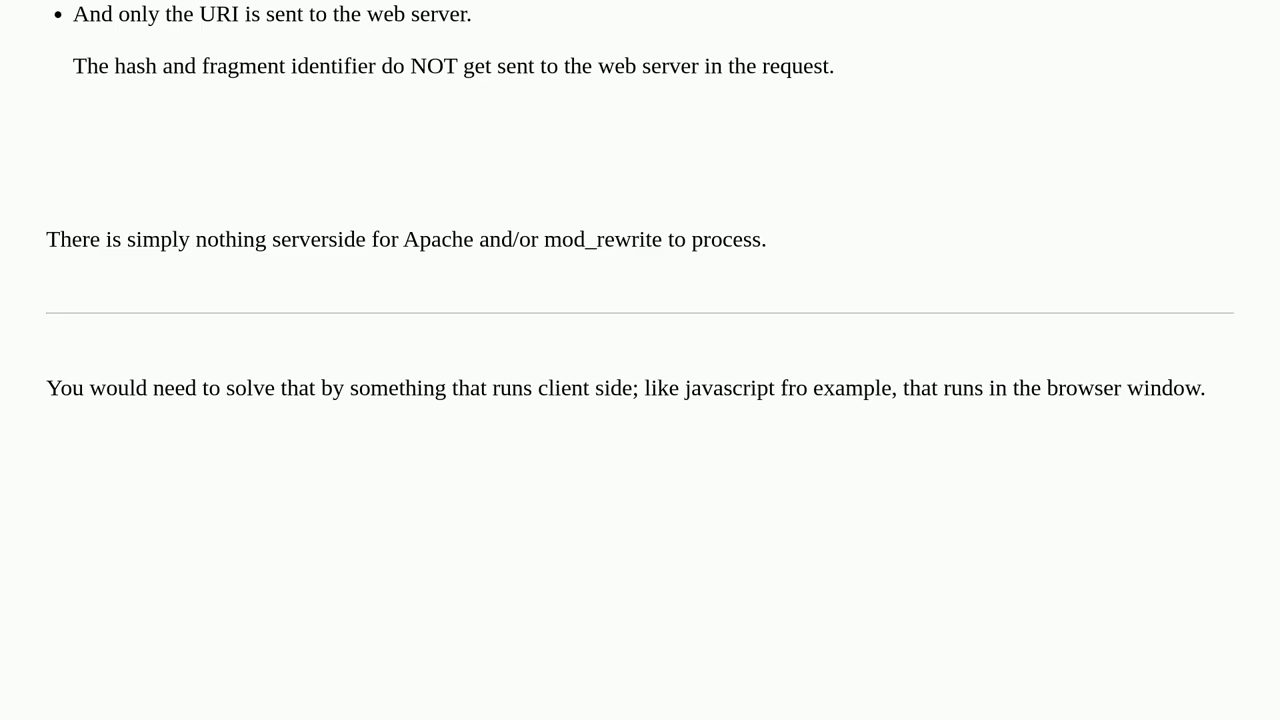 • And only the URI is sent to the web server.
The hash and fragment identifier do NOT get sent to the web server in the request.
There is simply nothing serverside for Apache and/or mod_rewrite to process.
You would need to solve that by something that runs client side; like javascript fro example, that runs in the browser window.